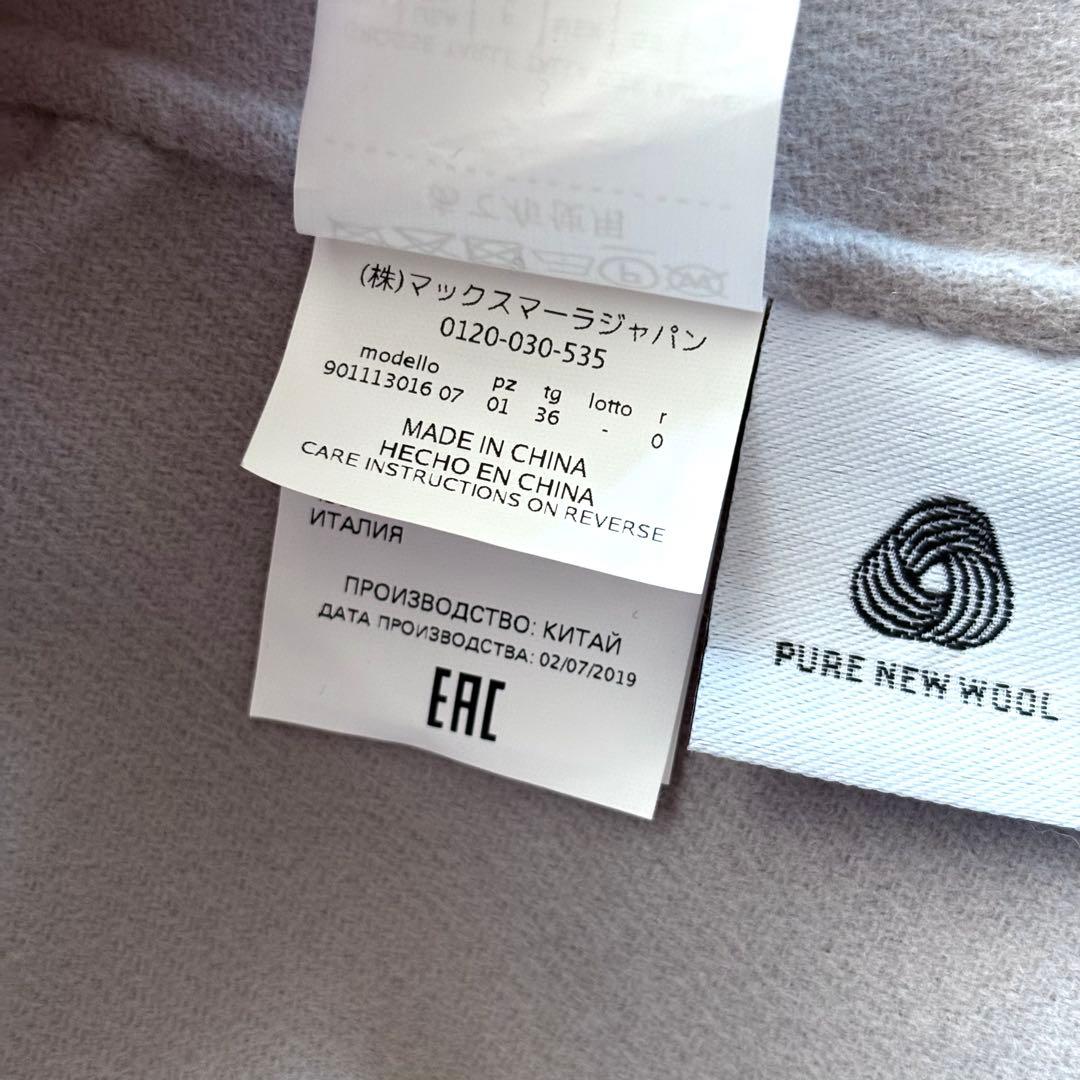 (株)マックスマーラジャパン
0120-030-535
modello pz tg lotto r
901113016 07 01 36 - 0
MADE IN CHINA
HECHO EN CHINA
CARE INSTRUCTIONS ON REVERSE
ИТАЛИЯ
ПРОИЗВОДСТВО: КИТАЙ
ДАТА ПРОИЗВОДСТВА: 02/07/2019
EAC
PURE NEW WOOL